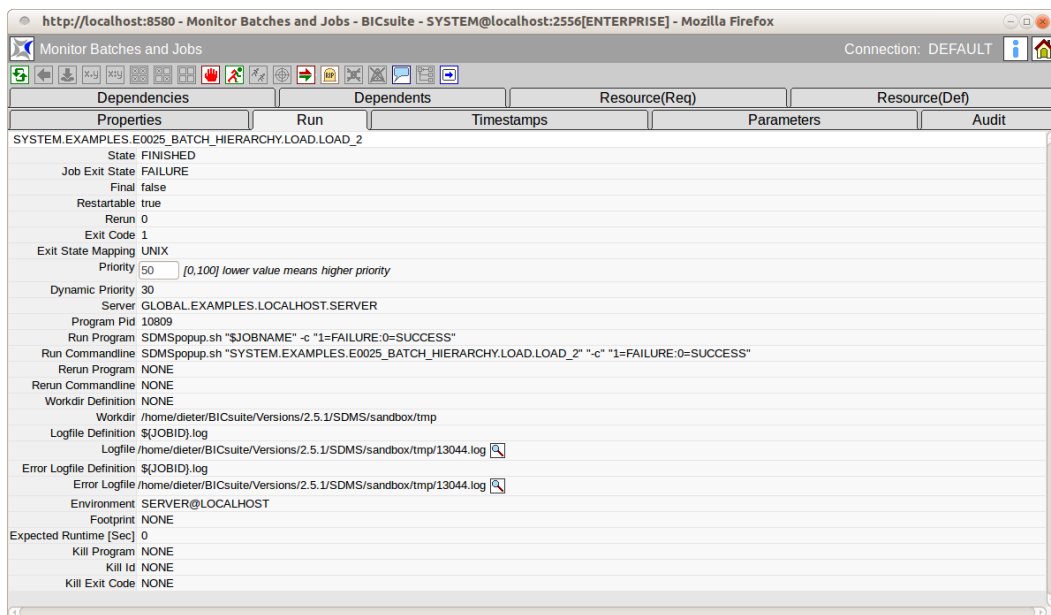 http://localhost:8580 - Monitor Batches and Jobs - BICsuite - SYSTEM@localhost:2556[ENTERPRISE] - Mozilla Firefox
Monitor Batches and Jobs Connection: DEFAULT
x,y x:y RIP
Dependencies Dependents Resource(Req) Resource(Def)
Properties Run Timestamps Parameters Audit
SYSTEM.EXAMPLES.E0025_BATCH_HIERARCHY.LOAD.LOAD_2
State FINISHED
Job Exit State FAILURE
Final false
Restartable true
Rerun 0
Exit Code 1
Exit State Mapping UNIX
Priority 50 [0,100] lower value means higher priority
Dynamic Priority 30
Server GLOBAL.EXAMPLES.LOCALHOST.SERVER
Program Pid 10809
Run Program SDMSpopup.sh "$JOBNAME" -c "1=FAILURE:0=SUCCESS"
Run Commandline SDMSpopup.sh "SYSTEM.EXAMPLES.E0025_BATCH_HIERARCHY.LOAD.LOAD_2" "-c" "1=FAILURE:0=SUCCESS"
Rerun Program NONE
Rerun Commandline NONE
Workdir Definition NONE
Workdir /home/dieter/BICsuite/Versions/2.5.1/SDMS/sandbox/tmp
Logfile Definition ${JOBID}.log
Logfile /home/dieter/BICsuite/Versions/2.5.1/SDMS/sandbox/tmp/13044.log
Error Logfile Definition ${JOBID}.log
Error Logfile /home/dieter/BICsuite/Versions/2.5.1/SDMS/sandbox/tmp/13044.log
Environment SERVER@LOCALHOST
Footprint NONE
Expected Runtime [Sec] 0
Kill Program NONE
Kill Id NONE
Kill Exit Code NONE